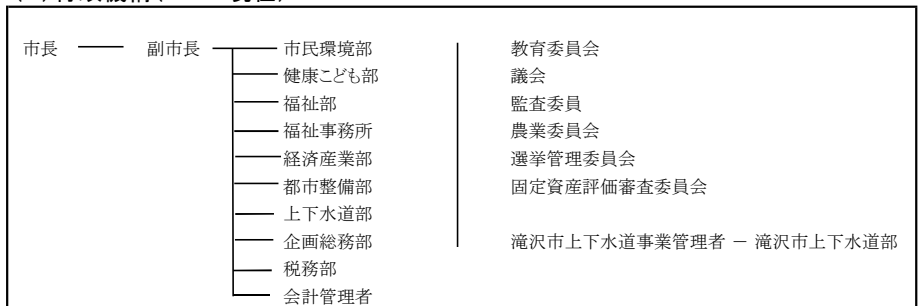 市長 副市長 市民環境部 教育委員会
健康こども部 議会
福祉部 監査委員
福祉事務所 農業委員会
経済産業部 選挙管理委員会
都市整備部 固定資産評価審査委員会
上下水道部
企画総務部 滝沢市上下水道事業管理者 － 滝沢市上下水道部
税務部
会計管理者